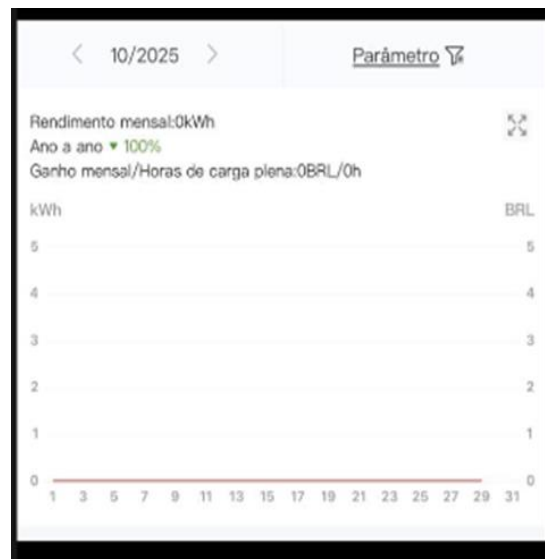 10/2025
Parâmetro
Rendimento mensal:0kWh
Ano a ano ▼ 100%
Ganho mensal/Horas de carga plena:0BRL/0h
kWh BRL
5 5
4 4
3 3
2 2
1 1
0 0
1 3 5 7 9 11 13 15 17 19 21 23 25 27 29 31